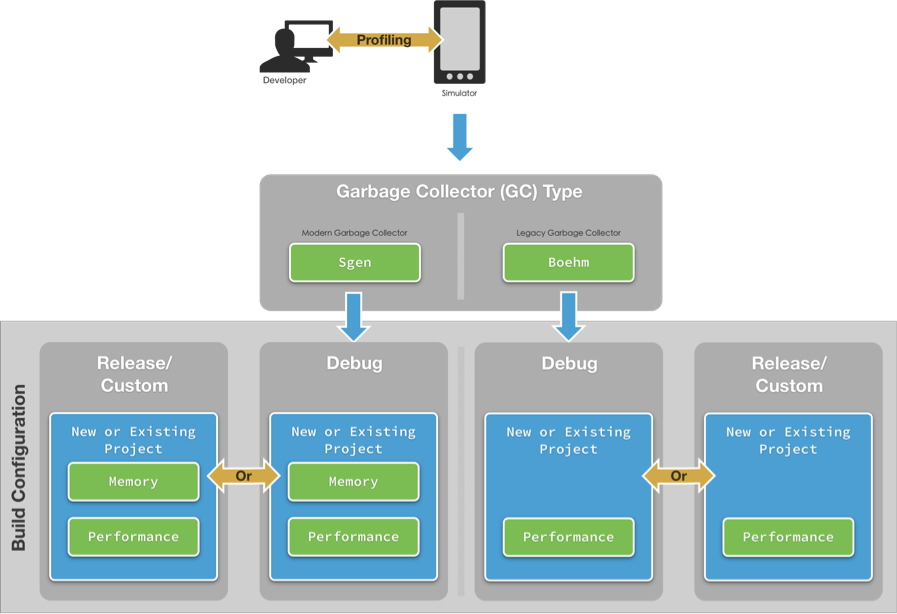 Profiling
Developer
Simulator
Garbage Collector (GC) Type
Modern Garbage Collector
Sgen
Legacy Garbage Collector
Boehm
Build Configuration
Release/
Custom
New or Existing
Project
Memory
Performance
Or
Debug
New or Existing
Project
Memory
Performance
Debug
New or Existing
Project
Performance
Or
Release/
Custom
New or Existing
Project
Performance